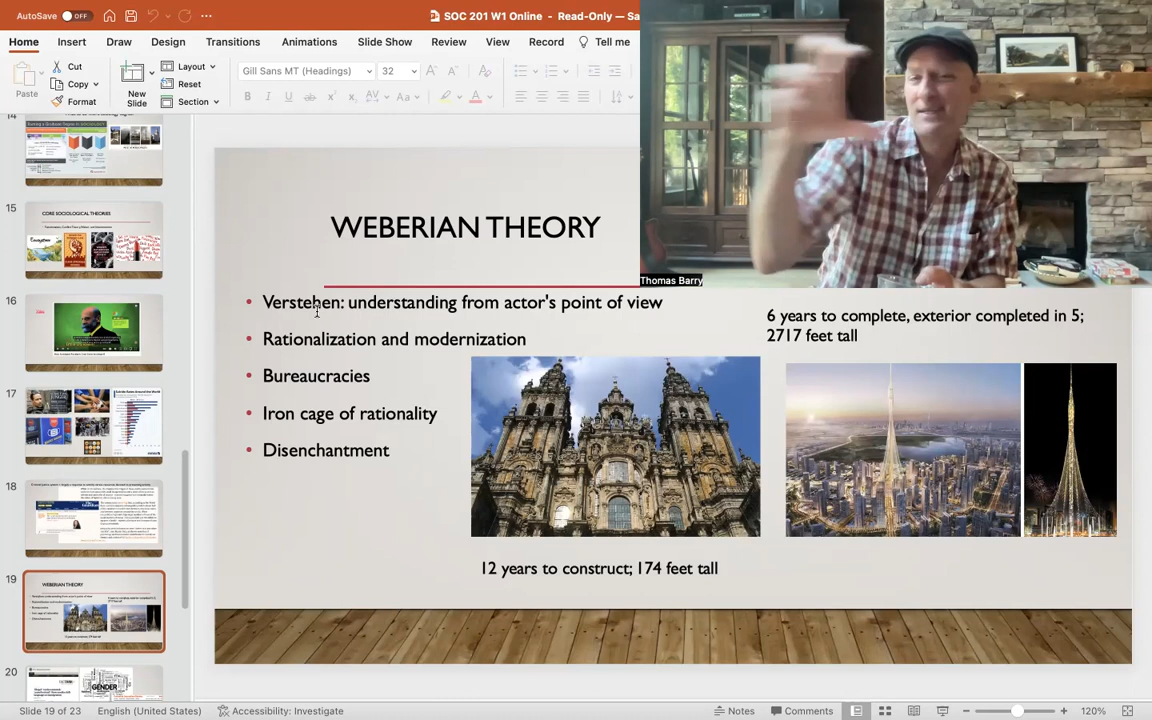 AutoSave OFF
SOC 201 W1 Online - Read-Only — Sa
Home Insert Draw Design Transitions Animations Slide Show Review View Record Tell me
Paste
Cut
Copy
Format
New
Slide
Layout
Reset
Section
Gill Sans MT (Headings) 32
Thomas Barry
14
15
CORE SOCIOLOGICAL THEORIES
16
17
18
19
WEBERIAN THEORY
20
GENDER
WEBERIAN THEORY
• Verstehen: understanding from actor's point of view
• Rationalization and modernization
• Bureaucracies
• Iron cage of rationality
• Disenchantment
6 years to complete, exterior completed in 5;
2717 feet tall
12 years to construct; 174 feet tall
Slide 19 of 23 English (United States) Accessibility: Investigate Notes Comments 120%